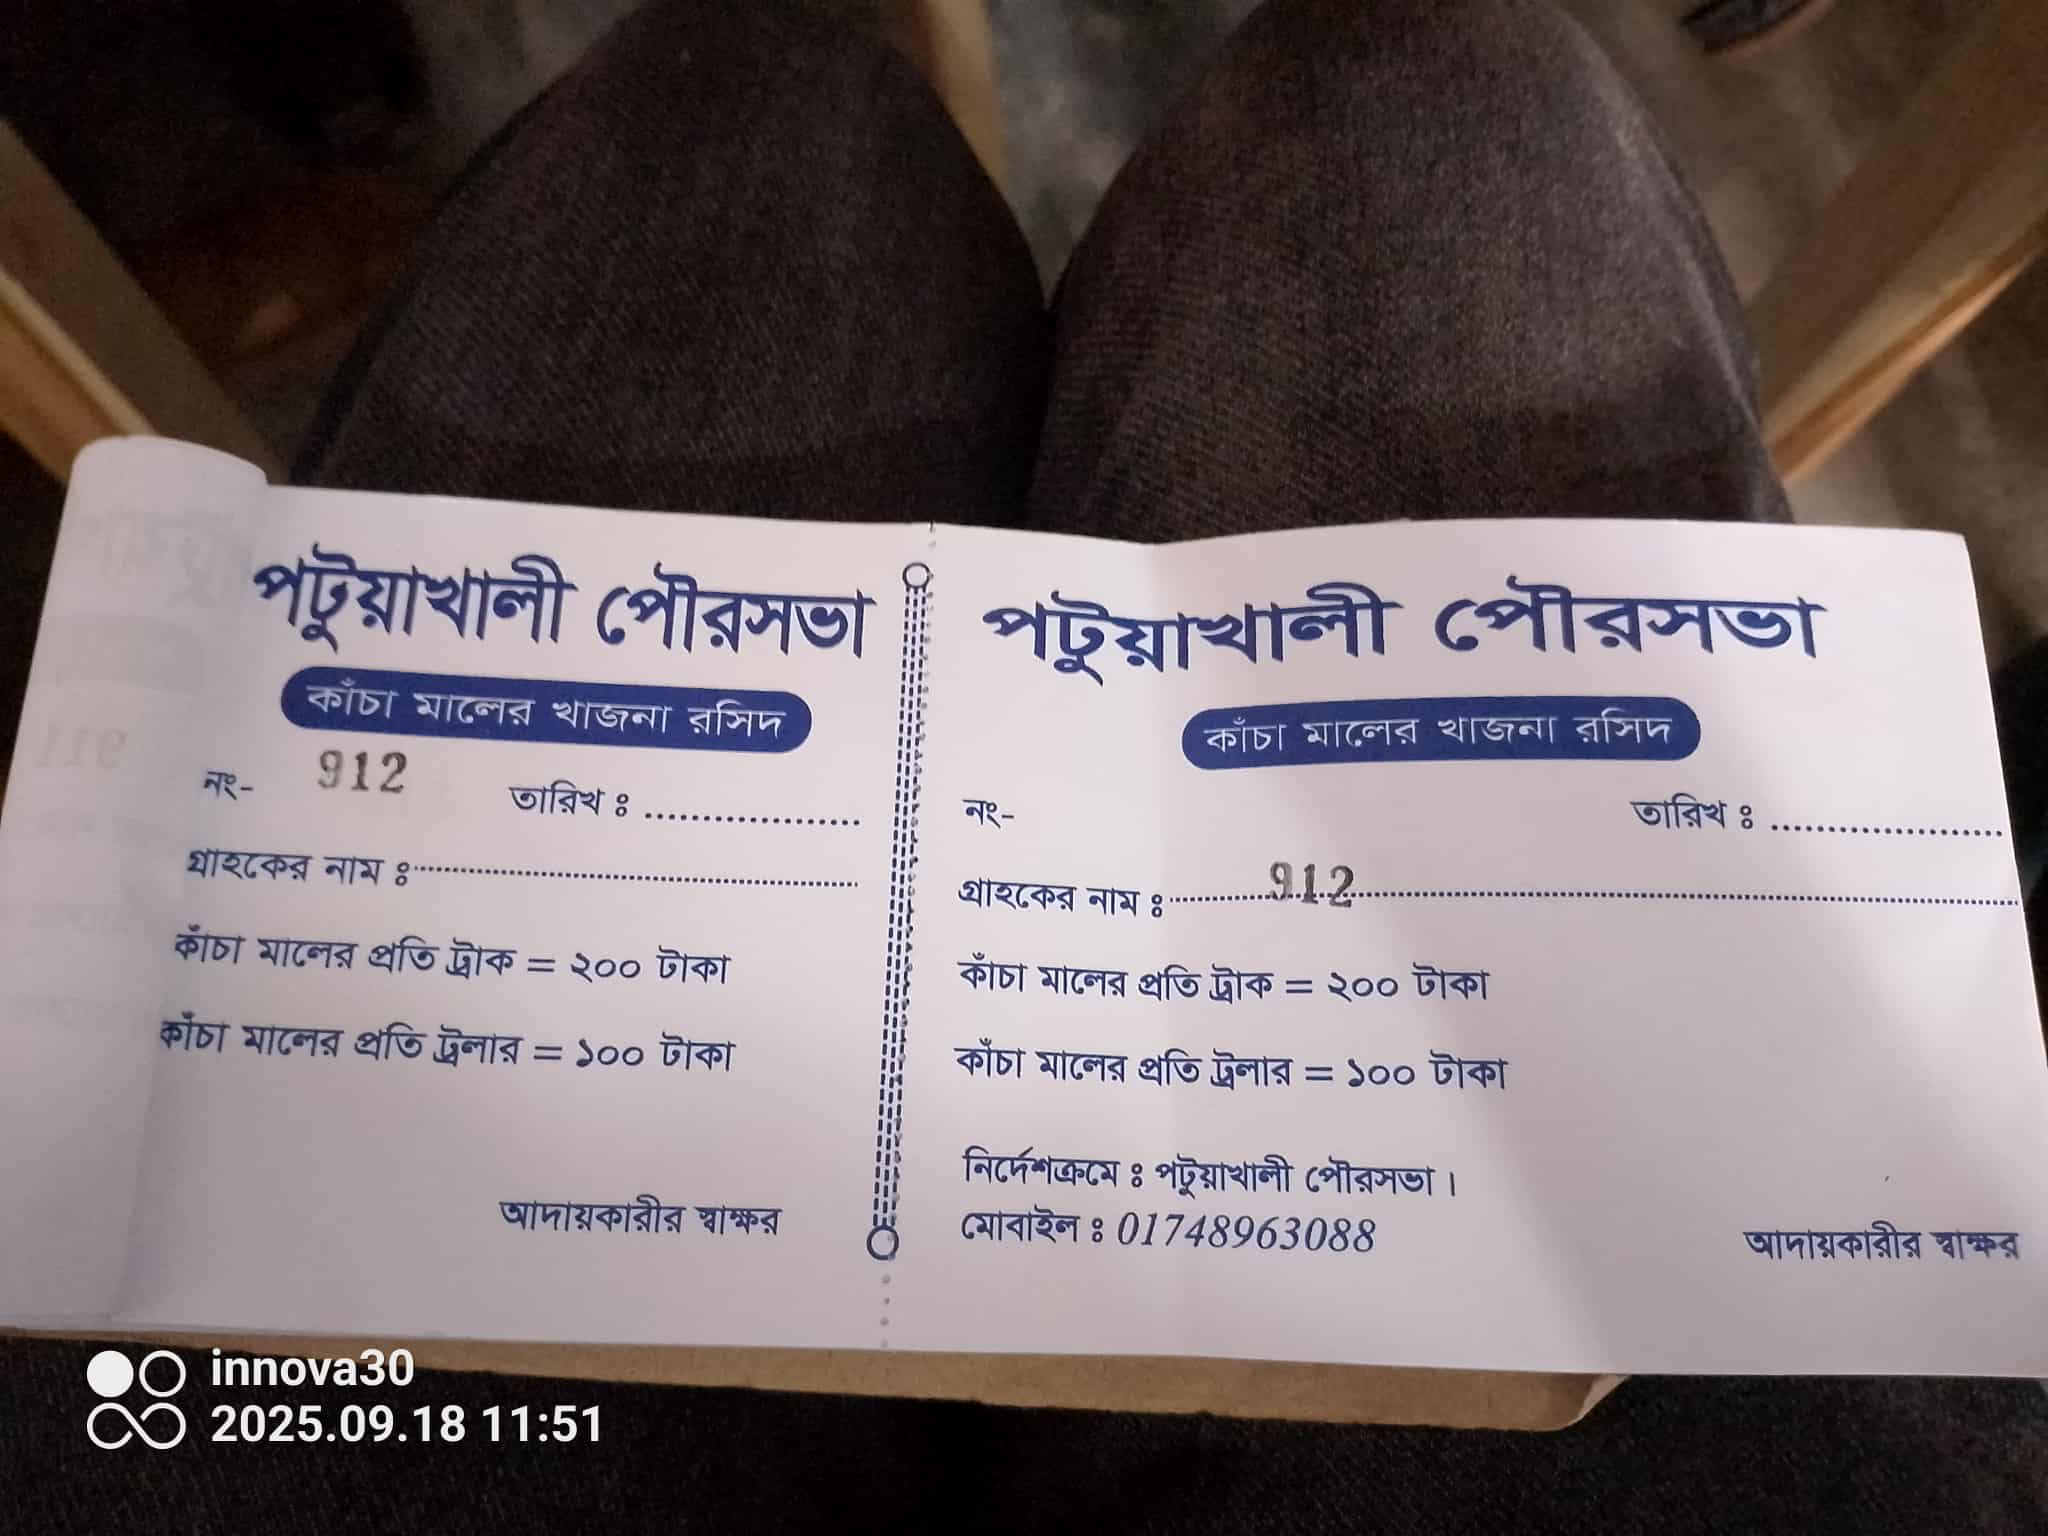 পটুয়াখালী পৌরসভা
কাঁচা মালের খাজনা রসিদ
নং- 912 তারিখ ঃ ....................
গ্রাহকের নাম ঃ....................
কাঁচা মালের প্রতি ট্রাক = ২০০ টাকা
কাঁচা মালের প্রতি ট্রলার = ১০০ টাকা
আদায়কারীর স্বাক্ষর
পটুয়াখালী পৌরসভা
কাঁচা মালের খাজনা রসিদ
নং- তারিখ ঃ ....................
গ্রাহকের নাম ঃ..........912..........
কাঁচা মালের প্রতি ট্রাক = ২০০ টাকা
কাঁচা মালের প্রতি ট্রলার = ১০০ টাকা
নির্দেশক্রমে ঃ পটুয়াখালী পৌরসভা।
মোবাইল ঃ 01748963088
আদায়কারীর স্বাক্ষর
911
innova30
2025.09.18 11:51